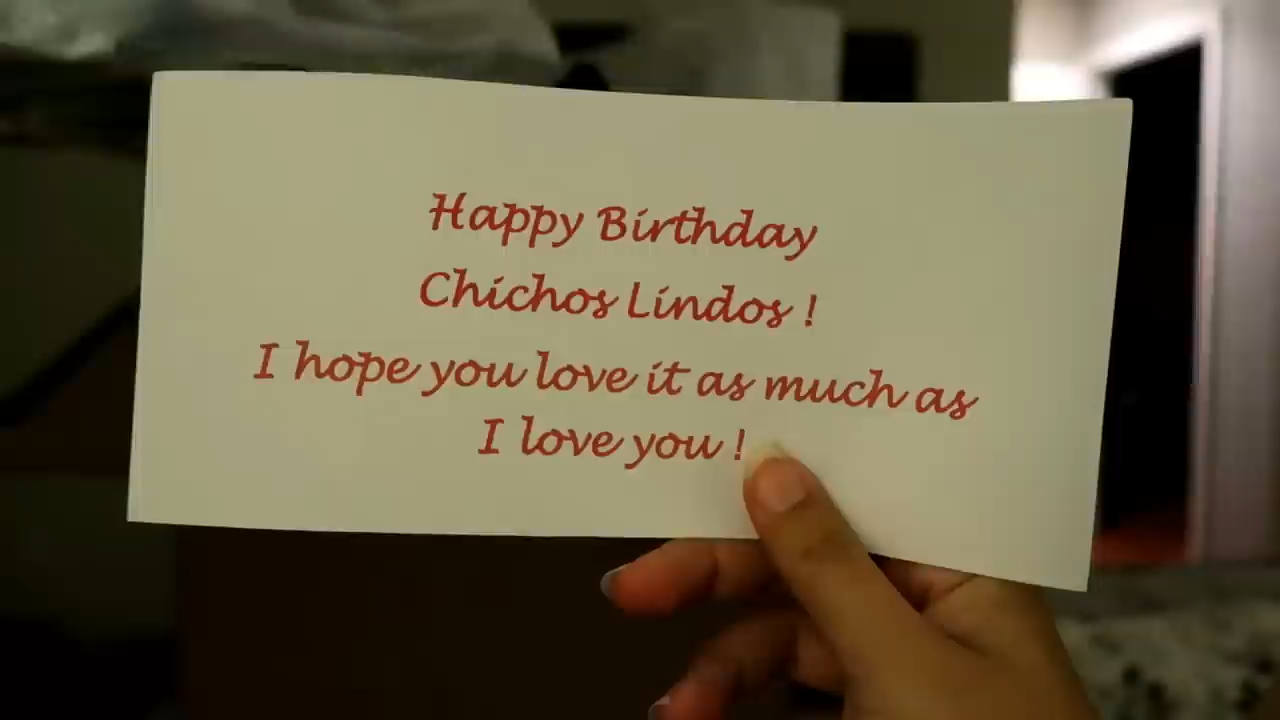 Happy Birthday
Chichos Lindos !
I hope you love it as much as
I love you !